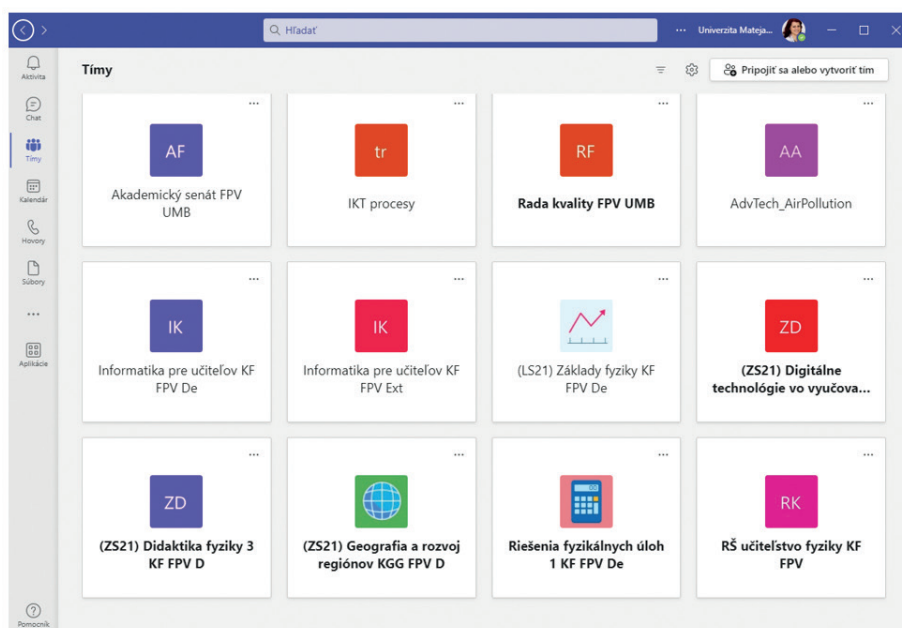 Hľadať
Univerzita Mateja...
Aktivita
Chat
Tímy
Kalendár
Hovory
Súbory
Aplikácie
Pomocník
Tímy
Pripojiť sa alebo vytvoriť tím
AF
Akademický senát FPV
UMB
tr
IKT procesy
RF
Rada kvality FPV UMB
AA
AdvTech_AirPollution
IK
Informatika pre učiteľov KF
FPV De
IK
Informatika pre učiteľov KF
FPV Ext
(LS21) Základy fyziky KF
FPV De
ZD
(ZS21) Digitálne
technológie vo vyučova...
ZD
(ZS21) Didaktika fyziky 3
KF FPV D
(ZS21) Geografia a rozvoj
regiónov KGG FPV D
Riešenia fyzikálnych úloh
1 KF FPV De
RK
RŠ učiteľstvo fyziky KF
FPV